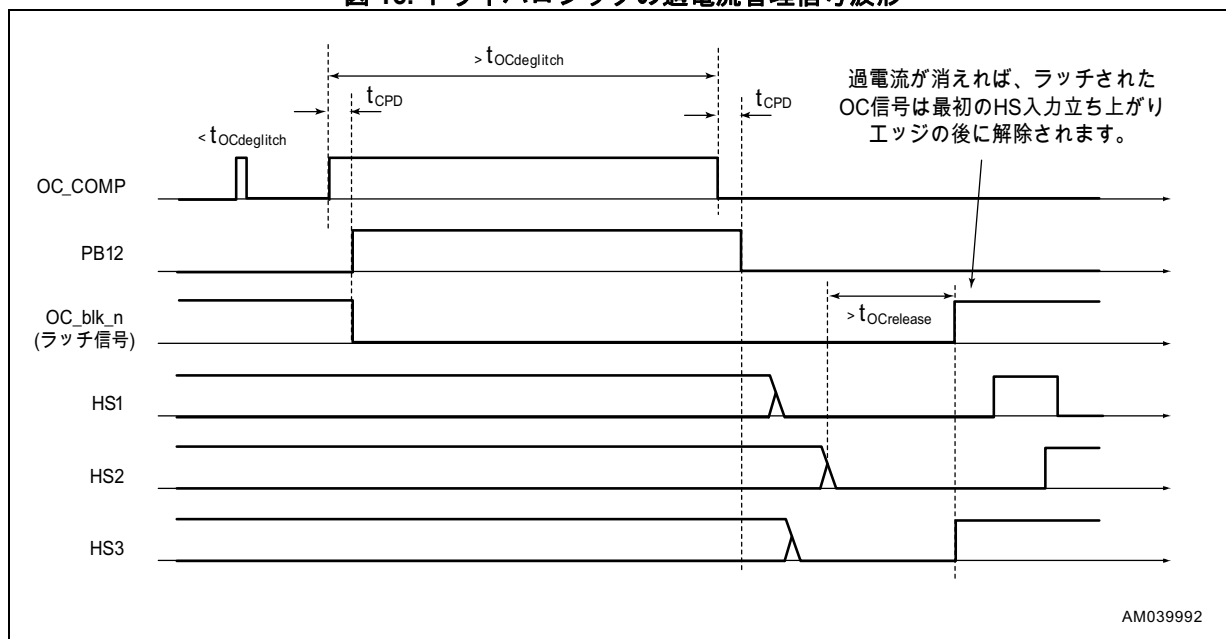 > tOCdeglitch
tCPD
tCPD
< tOCdeglitch
過電流が消えれば、ラッチされた
OC信号は最初のHS入力立ち上がり
エッジの後に解除されます。
OC_COMP
PB12
OC_blk_n
(ラッチ信号)
> tOCrelease
HS1
HS2
HS3
AM039992